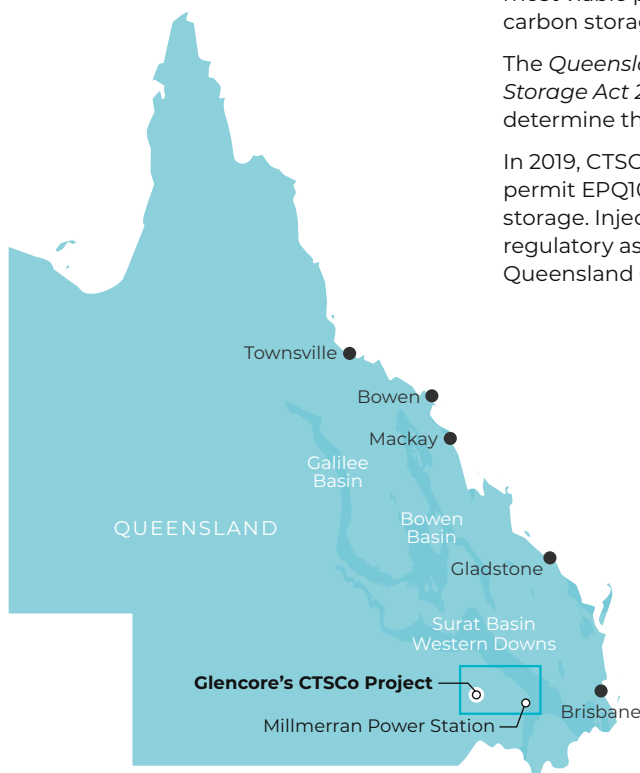 carbon storag
The Queensla
Storage Act 2
determine th
In 2019, CTSC
permit EPQ10
storage. Injec
regulatory as
Queensland
Townsville
Bowen
Mackay
Galilee
Basin
QUEENSLAND
Bowen
Basin
Gladstone
Surat Basin
Western Downs
Glencore's CTSCo Project
Millmerran Power Station
Brisbane